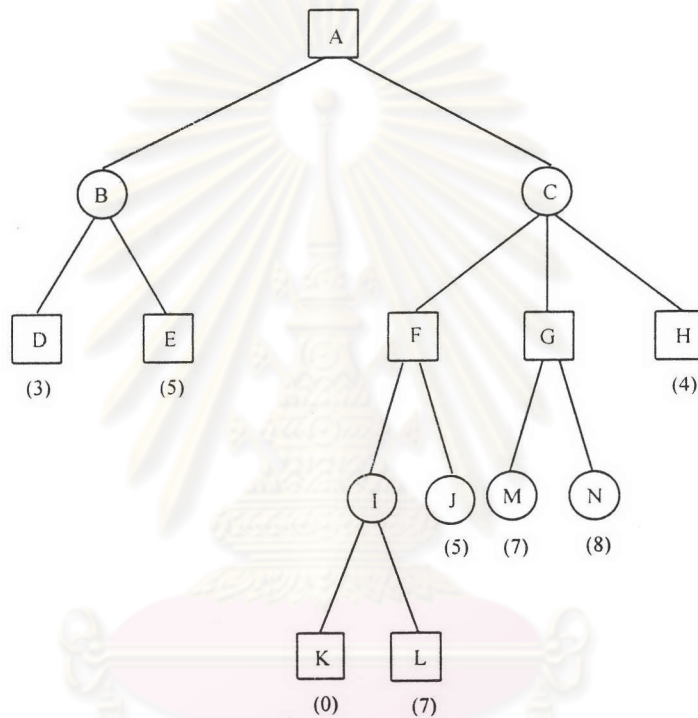 A
B C
D E F G H
(3) (5) (4)
I J M N
(5) (7) (8)
K L
(0) (7)